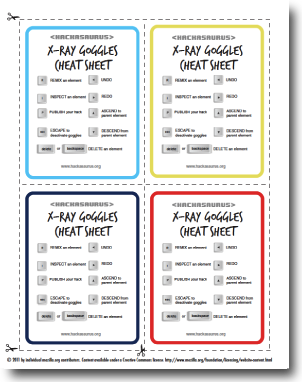 <HACKASAURUS> <HACKASAURUS>
X-RAY GOGGLES X-RAY GOGGLES
CHEAT SHEET CHEAT SHEET
REMIX an element UNDO REMIX an element UNDO
INSPECT an element REDO INSPECT an element REDO
PUBLISH your hack ASCEND to parent element PUBLISH your hack ASCEND to parent element
esc ESCAPE to deactivate goggles DESCEND from parent element esc ESCAPE to deactivate goggles DESCEND from parent element
delete or backspace DELETE an element delete or backspace DELETE an element
www.hackasaurus.org www.hackasaurus.org
<HACKASAURUS> <HACKASAURUS>
X-RAY GOGGLES X-RAY GOGGLES
CHEAT SHEET CHEAT SHEET
REMIX an element UNDO REMIX an element UNDO
INSPECT an element REDO INSPECT an element REDO
PUBLISH your hack ASCEND to parent element PUBLISH your hack ASCEND to parent element
esc ESCAPE to deactivate goggles DESCEND from parent element esc ESCAPE to deactivate goggles DESCEND from parent element
delete or backspace DELETE an element delete or backspace DELETE an element
www.hackasaurus.org www.hackasaurus.org
© 2011 by individual mozilla.org contributors. Content available under a Creative Commons license. http://www.mozilla.org/foundation/licensing/website-content.html